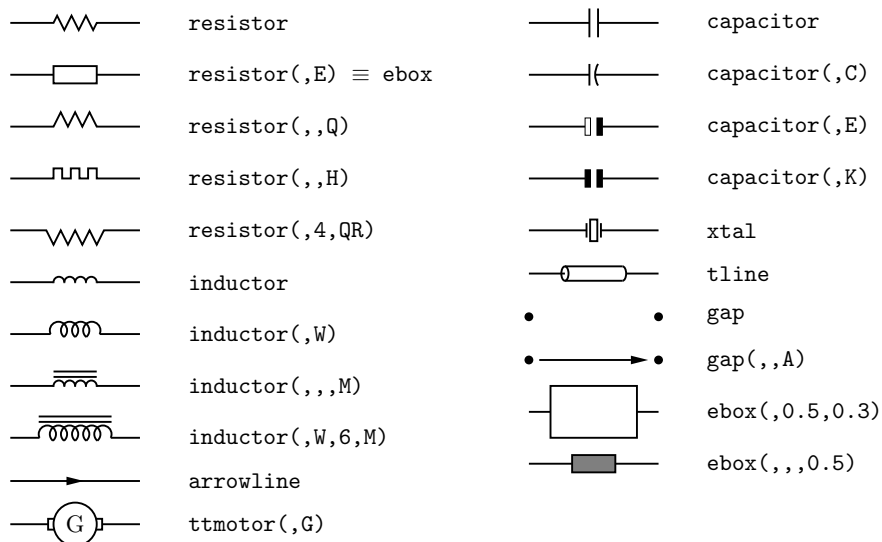 resistor
resistor(,E) ≡ ebox
resistor(,,Q)
resistor(,,H)
resistor(,4,QR)
inductor
inductor(,W)
inductor(,,,M)
inductor(,W,6,M)
arrowline
G
ttmotor(,G)
capacitor
capacitor(,C)
capacitor(,E)
capacitor(,K)
xtal
tline
gap
gap(,,A)
ebox(,0.5,0.3)
ebox(,,,0.5)